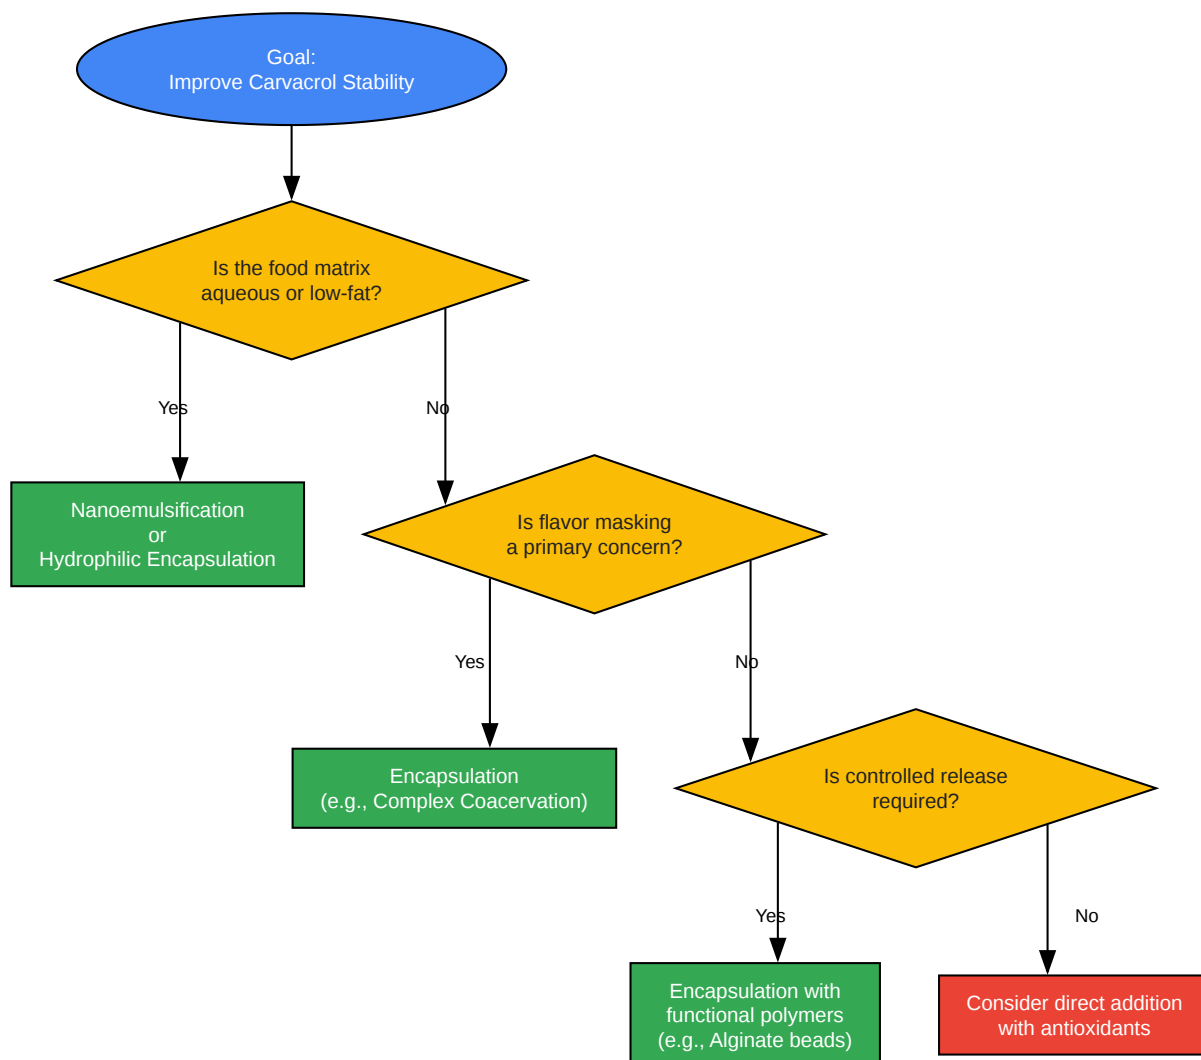 Goal:
Improve Carvacrol Stability
Is the food matrix
aqueous or low-fat?
Yes
No
Nanoemulsification
or
Hydrophilic Encapsulation
Is flavor masking
a primary concern?
Yes
No
Encapsulation
(e.g., Complex Coacervation)
Is controlled release
required?
Yes
No
Encapsulation with
functional polymers
(e.g., Alginate beads)
Consider direct addition
with antioxidants